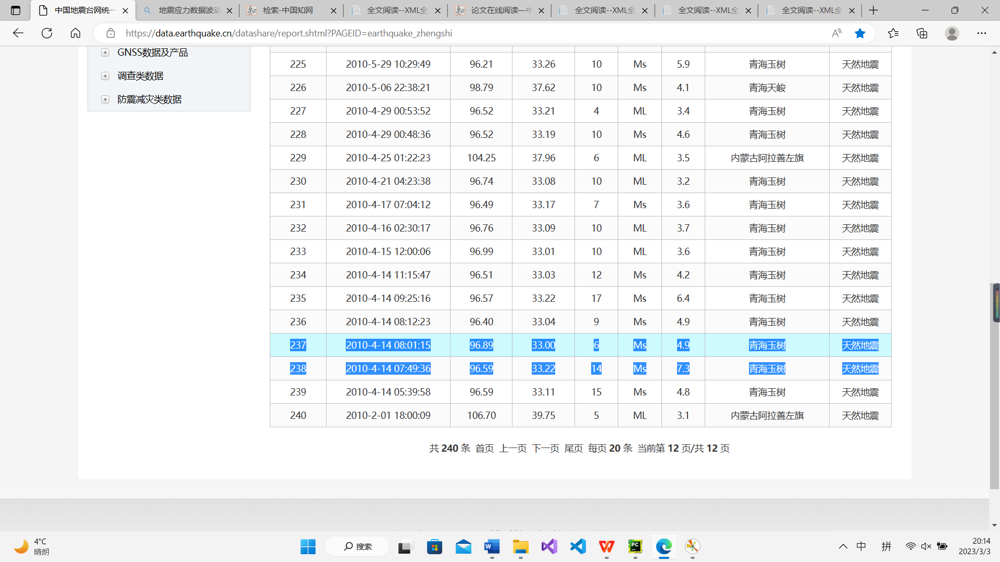 中国地震台网统一
地震应力数据波动
检索-中国知网
全文阅读--XML全
论文在线阅读—中
全文阅读--XML全
全文阅读--XML全
全文阅读--XML全
https://data.earthquake.cn/datashare/report.shtml?PAGEID=earthquake_zhengshi
GNSS数据及产品
调查类数据
防震减灾类数据
225 2010-5-29 10:29:49 96.21 33.26 10 Ms 5.9 青海玉树 天然地震
226 2010-5-06 22:38:21 98.79 37.62 10 Ms 4.1 青海天峻 天然地震
227 2010-4-29 00:53:52 96.52 33.21 4 ML 3.4 青海玉树 天然地震
228 2010-4-29 00:48:36 96.52 33.19 10 Ms 4.6 青海玉树 天然地震
229 2010-4-25 01:22:23 104.25 37.96 6 ML 3.5 内蒙古阿拉善左旗 天然地震
230 2010-4-21 04:23:38 96.74 33.08 10 ML 3.2 青海玉树 天然地震
231 2010-4-17 07:04:12 96.49 33.17 7 Ms 3.6 青海玉树 天然地震
232 2010-4-16 02:30:17 96.76 33.09 10 ML 3.7 青海玉树 天然地震
233 2010-4-15 12:00:06 96.99 33.01 10 ML 3.6 青海玉树 天然地震
234 2010-4-14 11:15:47 96.51 33.03 12 Ms 4.2 青海玉树 天然地震
235 2010-4-14 09:25:16 96.57 33.22 17 Ms 6.4 青海玉树 天然地震
236 2010-4-14 08:12:23 96.40 33.04 9 Ms 4.9 青海玉树 天然地震
237 2010-4-14 08:01:15 96.89 33.00 6 Ms 4.9 青海玉树 天然地震
238 2010-4-14 07:49:36 96.59 33.22 14 Ms 7.3 青海玉树 天然地震
239 2010-4-14 05:39:58 96.59 33.11 15 Ms 4.8 青海玉树 天然地震
240 2010-2-01 18:00:09 106.70 39.75 5 ML 3.1 内蒙古阿拉善左旗 天然地震
共 240 条 首页 上一页 下一页 尾页 每页 20 条 当前第 12 页/共 12 页
4°C
晴朗
搜索
中
拼
20:14
2023/3/3